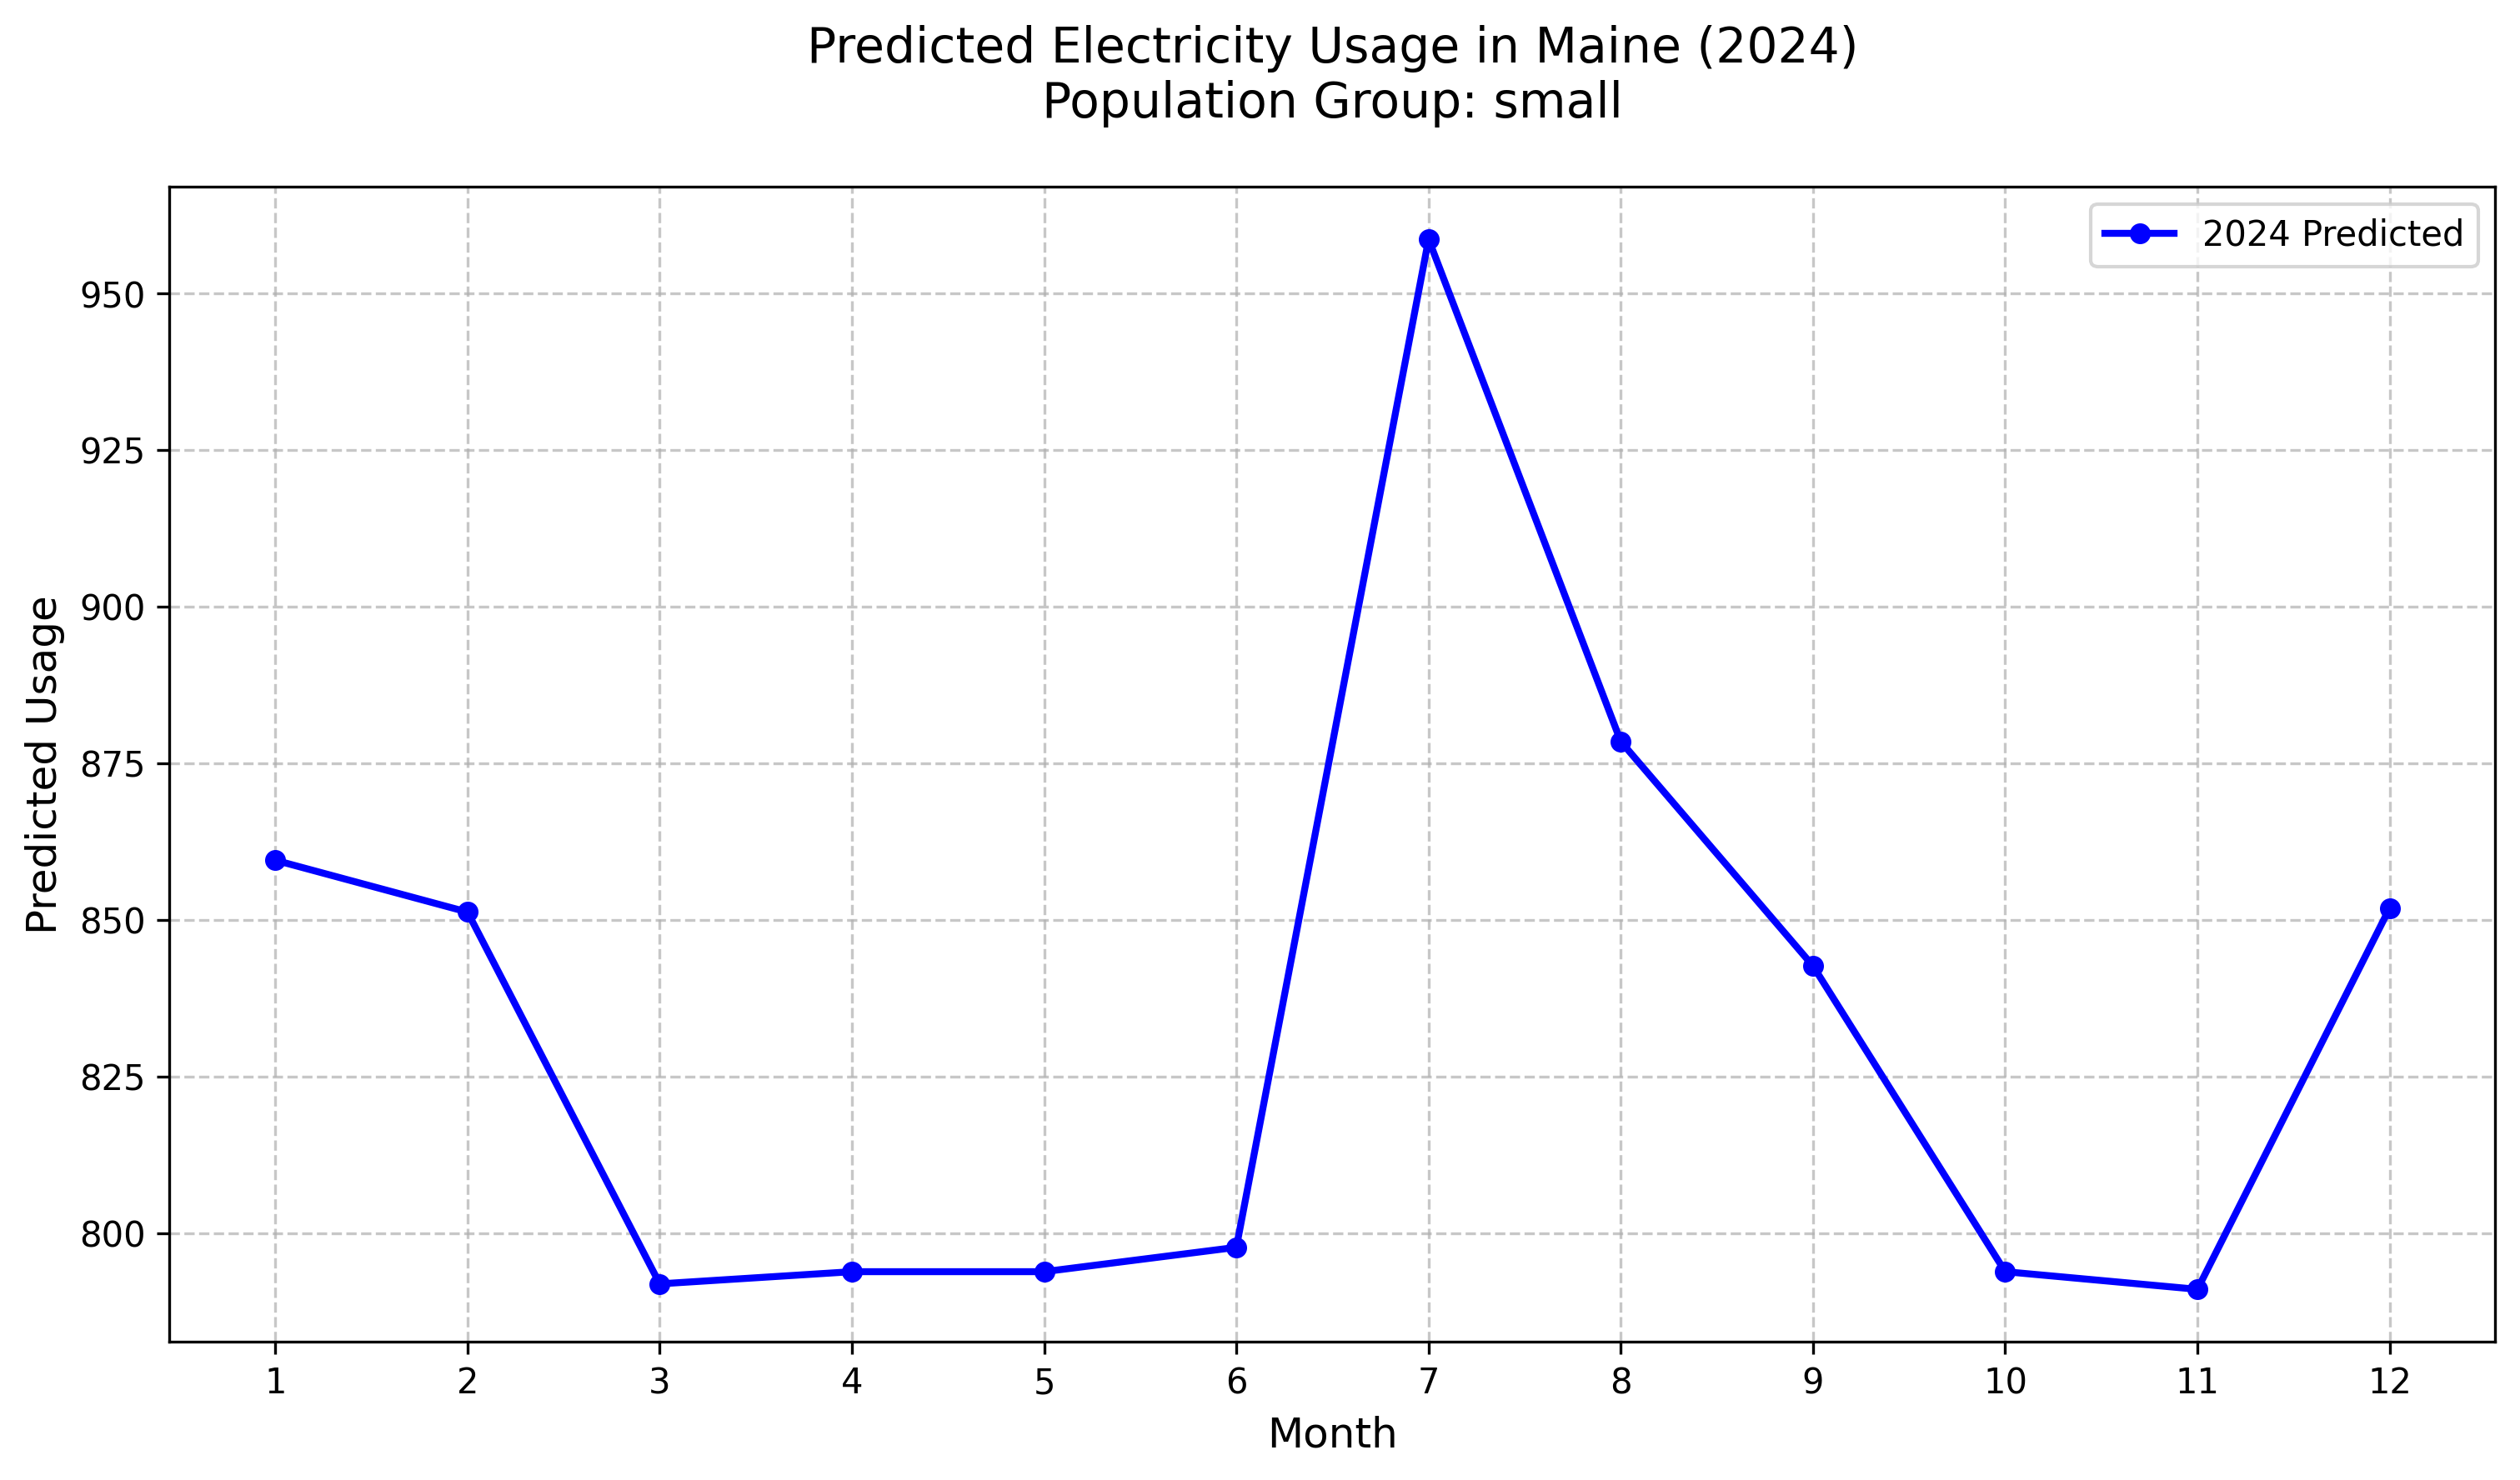 Predicted Electricity Usage in Maine (2024)
Population Group: small
2024 Predicted
Predicted Usage
950
925
900
875
850
825
800
1 2 3 4 5 6 7 8 9 10 11 12
Month